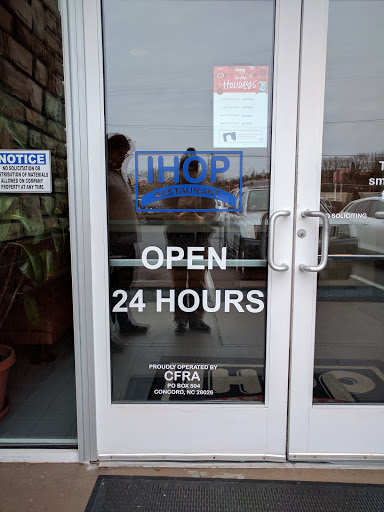 HOLIDAYS
IHOP
RESTAURANT
NOTICE
NO SOLICITATION OR
DISTRIBUTION OF MATERIALS
ALLOWED ON COMPANY
PROPERTY AT ANY TIME
NO SOLICITING
OPEN
24 HOURS
PROUDLY OPERATED BY
CFRA
PO BOX 504
CONCORD, NC 28026